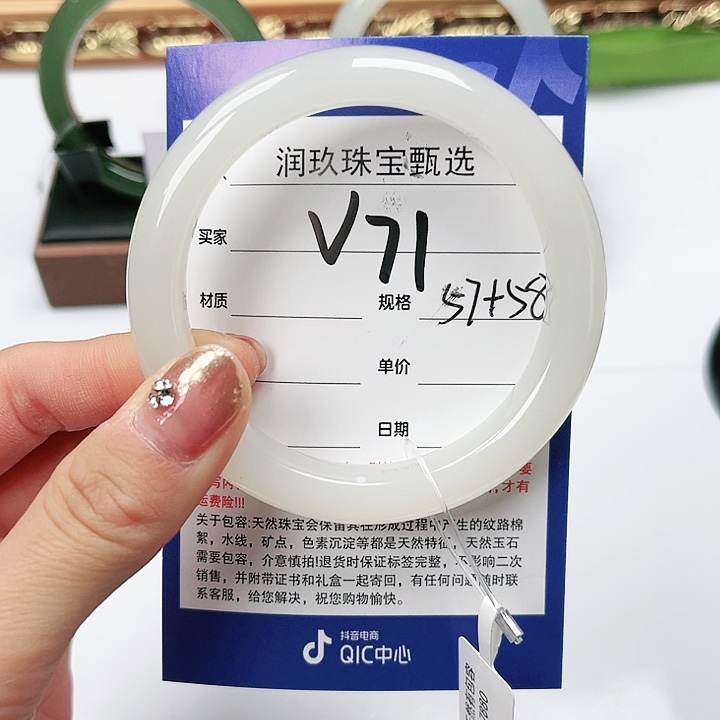 润玖珠宝甄选
V71
买家
材质
规格 57+58
单价
日期
要
才有
运费险!!!
关于包容:天然珠宝会保留其在形成过程中产生的纹路棉
絮，水线，矿点，色素沉淀等都是天然特征，天然玉石
需要包容，介意慎拍!退货时保证标签完整，不影响二次
销售，并附带证书和礼盒一起寄回，有任何问题随时联
系客服，给您解决，祝您购物愉快。
抖音电商
QIC中心